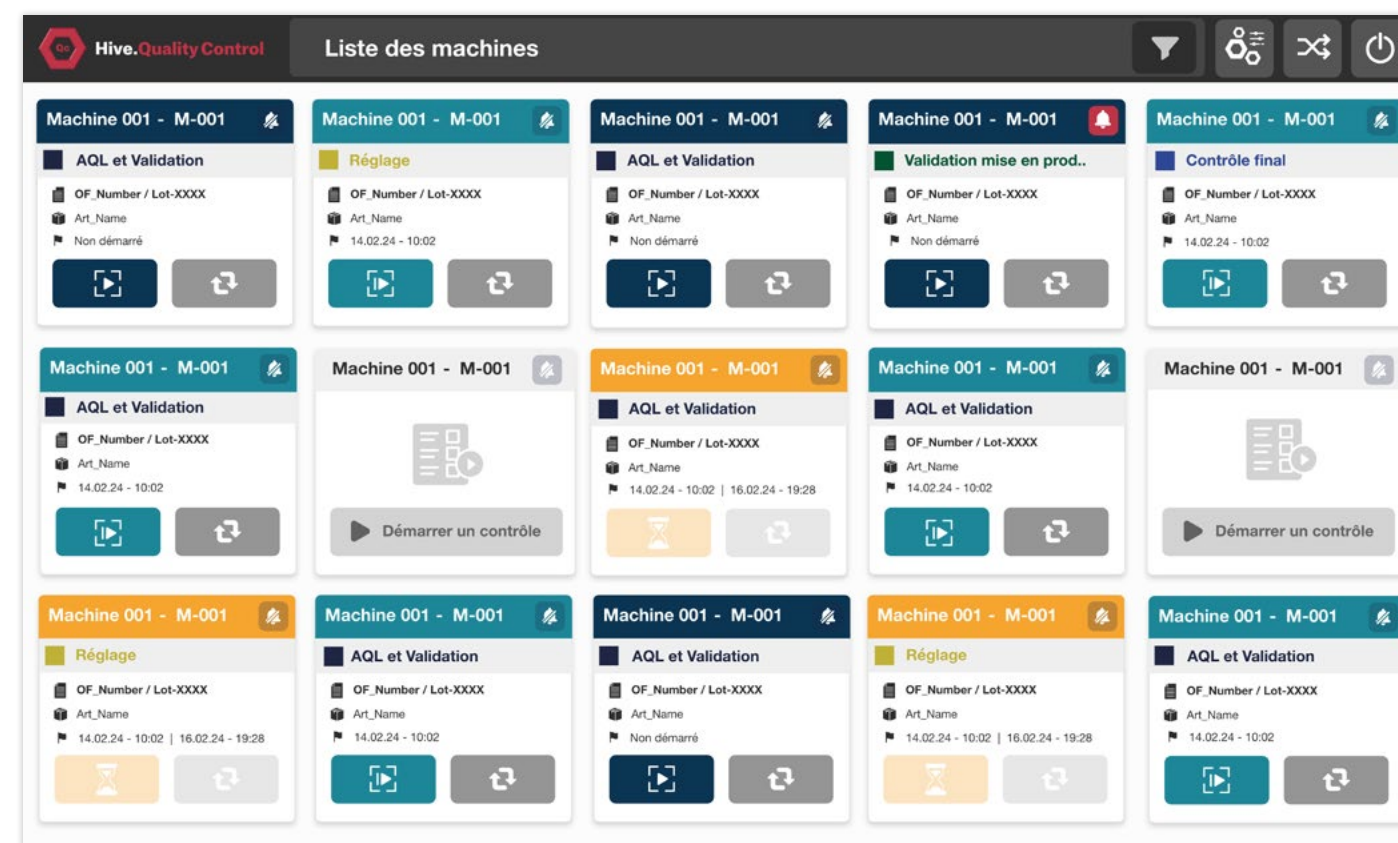 Qc Hive.Quality Control Liste des machines
Machine 001 - M-001
AQL et Validation
OF_Number / Lot-XXXX
Art_Name
Non démarré
Machine 001 - M-001
Réglage
OF_Number / Lot-XXXX
Art_Name
14.02.24 - 10:02
Machine 001 - M-001
AQL et Validation
OF_Number / Lot-XXXX
Art_Name
Non démarré
Machine 001 - M-001
Validation mise en prod..
OF_Number / Lot-XXXX
Art_Name
Non démarré
Machine 001 - M-001
Contrôle final
OF_Number / Lot-XXXX
Art_Name
14.02.24 - 10:02
Machine 001 - M-001
AQL et Validation
OF_Number / Lot-XXXX
Art_Name
14.02.24 - 10:02
Machine 001 - M-001
Démarrer un contrôle
Machine 001 - M-001
AQL et Validation
OF_Number / Lot-XXXX
Art_Name
14.02.24 - 10:02 | 16.02.24 - 19:28
Machine 001 - M-001
AQL et Validation
OF_Number / Lot-XXXX
Art_Name
14.02.24 - 10:02
Machine 001 - M-001
Démarrer un contrôle
Machine 001 - M-001
Réglage
OF_Number / Lot-XXXX
Art_Name
14.02.24 - 10:02 | 16.02.24 - 19:28
Machine 001 - M-001
AQL et Validation
OF_Number / Lot-XXXX
Art_Name
14.02.24 - 10:02
Machine 001 - M-001
AQL et Validation
OF_Number / Lot-XXXX
Art_Name
Non démarré
Machine 001 - M-001
Réglage
OF_Number / Lot-XXXX
Art_Name
14.02.24 - 10:02 | 16.02.24 - 19:28
Machine 001 - M-001
AQL et Validation
OF_Number / Lot-XXXX
Art_Name
14.02.24 - 10:02